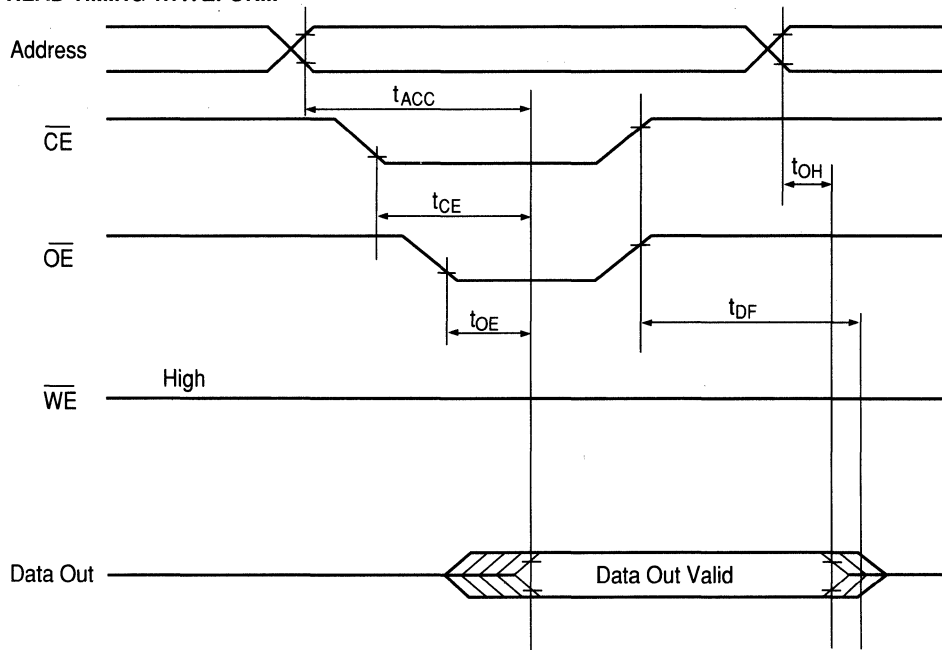 Address
tACC
CE
tOH
tCE
OE
tDF
tOE
High
WE
Data Out
Data Out Valid